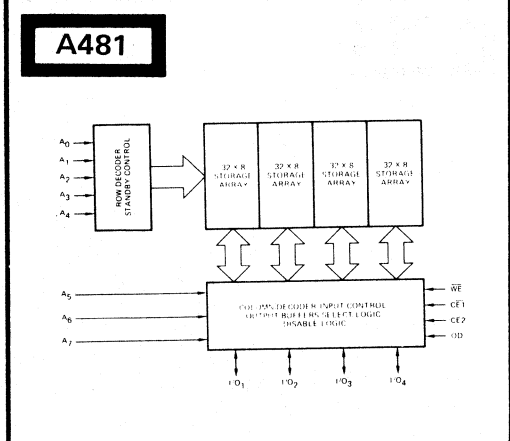 A481
A0
A1
A2
A3
A4
ROW DECODER
STANDBY CONTROL
32 × 8
STORAGE
ARRAY
32 × 8
STORAGE
ARRAY
32 × 8
STORAGE
ARRAY
32 × 8
STORAGE
ARRAY
A5
A6
A7
COLUMN DECODER INPUT CONTROL
OUTPUT BUFFERS SELECT LOGIC
DISABLE LOGIC
W̅E̅
C̅E̅1
CE2
OD
I/O1
I/O2
I/O3
I/O4